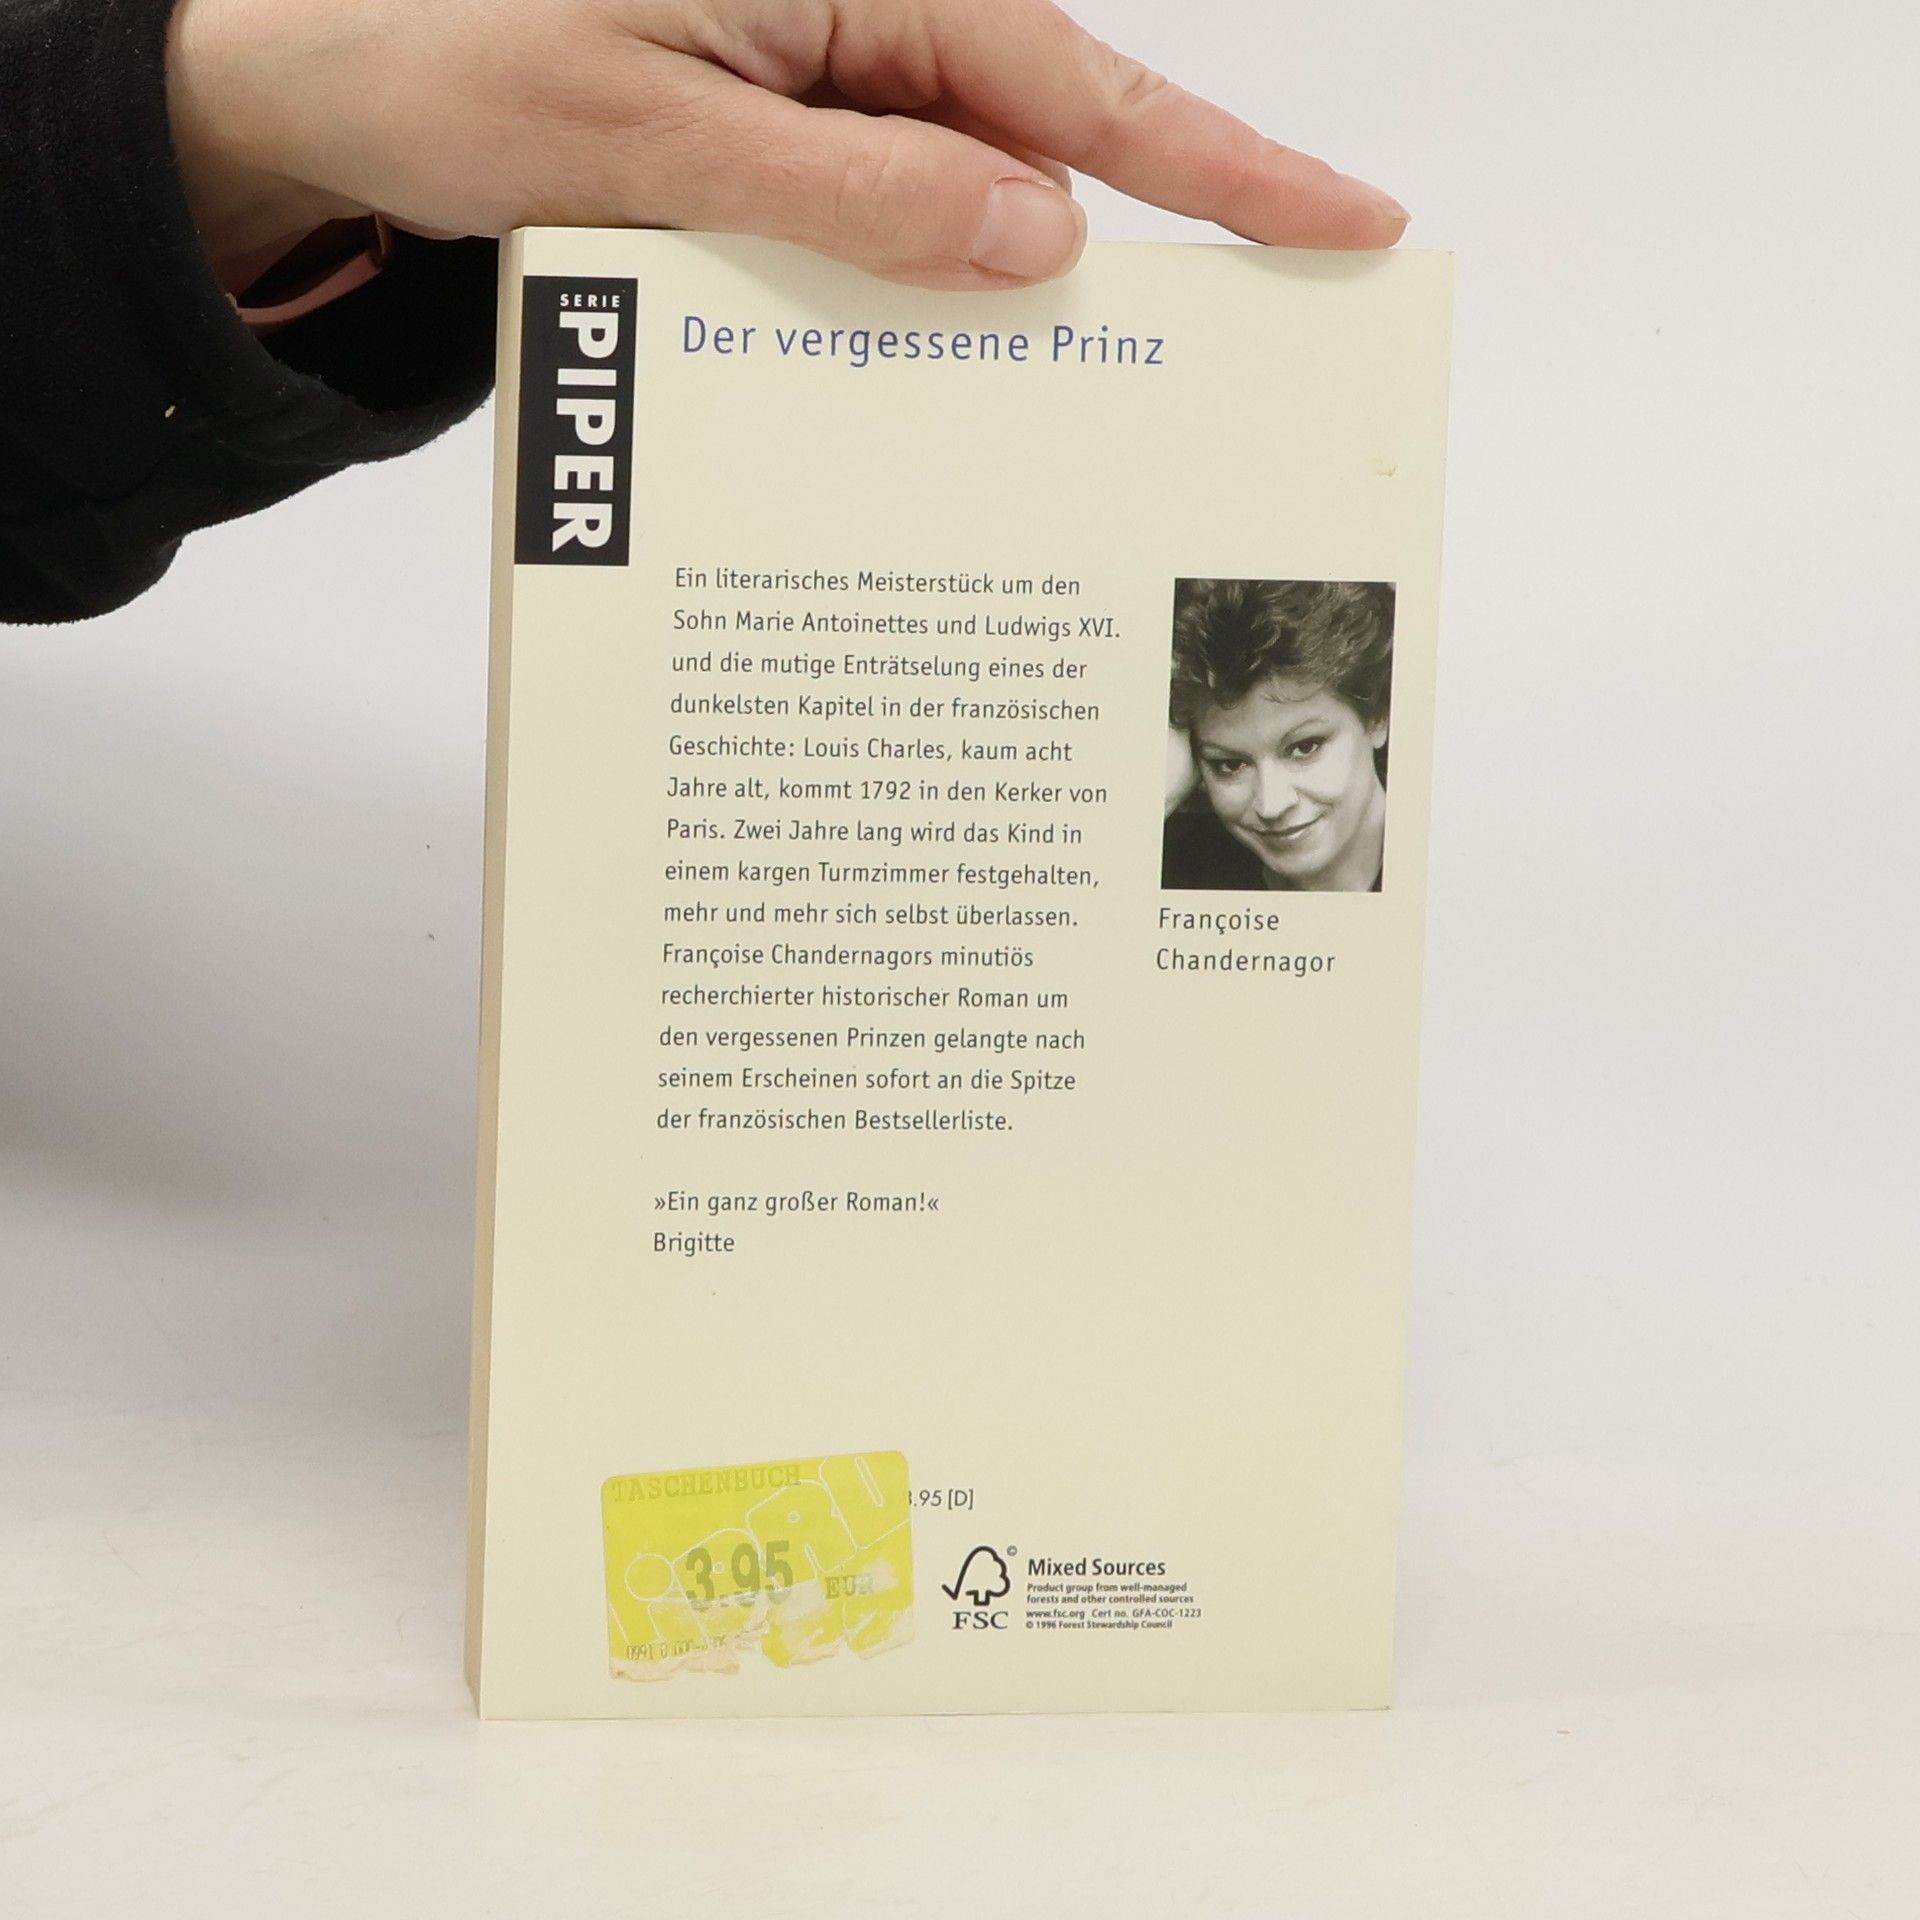 SERIE
PIPER
Der vergessene Prinz
Ein literarisches Meisterstück um den
Sohn Marie Antoinettes und Ludwigs XVI.
und die mutige Enträtselung eines der
dunkelsten Kapitel in der französischen
Geschichte: Louis Charles, kaum acht
Jahre alt, kommt 1792 in den Kerker von
Paris. Zwei Jahre lang wird das Kind in
einem kargen Turmzimmer festgehalten,
mehr und mehr sich selbst überlassen.
Françoise Chandernagors minutiös
recherchierter historischer Roman um
den vergessenen Prinzen gelangte nach
seinem Erscheinen sofort an die Spitze
der französischen Bestsellerliste.
»Ein ganz großer Roman!«
Brigitte
Françoise
Chandernagor
TASCHENBUCH
3.95 EUR
.95 [D]
FSC
©
Mixed Sources
Product group from well-managed
forests and other controlled sources
www.fsc.org Cert no. GFA-COC-1223
© 1996 Forest Stewardship Council